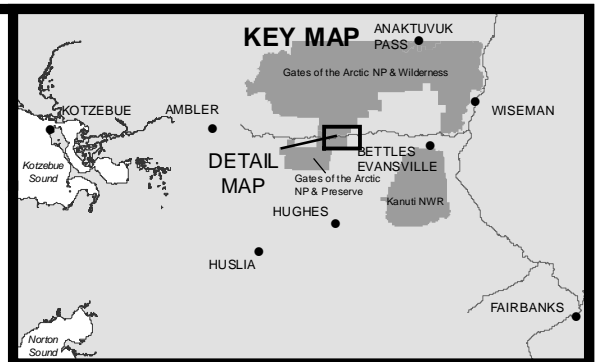 KEY MAP
ANAKTUVUK
PASS
Gates of the Arctic NP & Wilderness
KOTZEBUE
AMBLER
WISEMAN
Kotzebue
Sound
DETAIL
MAP
BETTLES
EVANSVILLE
Gates of the Arctic
NP & Preserve
Kanuti NWR
HUGHES
HUSLIA
FAIRBANKS
Norton
Sound